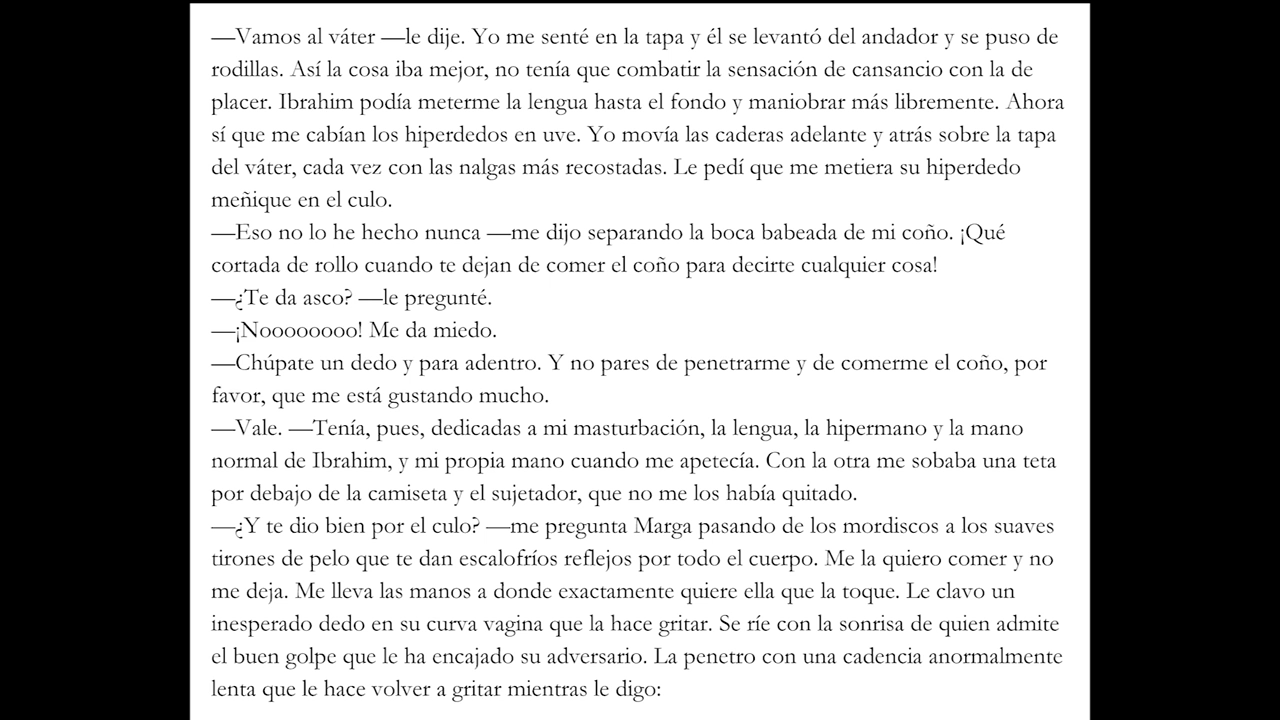 —Vamos al váter —le dije. Yo me senté en la tapa y él se levantó del andador y se puso de
rodillas. Así la cosa iba mejor, no tenía que combatir la sensación de cansancio con la de
placer. Ibrahim podía meterme la lengua hasta el fondo y maniobrar más libremente. Ahora
sí que me cabían los hiperdedos en uve. Yo movía las caderas adelante y atrás sobre la tapa
del váter, cada vez con las nalgas más recostadas. Le pedí que me metiera su hiperdedo
meñique en el culo.
—Eso no lo he hecho nunca —me dijo separando la boca babeada de mi coño. ¡Qué
cortada de rollo cuando te dejan de comer el coño para decirte cualquier cosa!
—¿Te da asco? —le pregunté.
—¡Noooooooo! Me da miedo.
—Chúpate un dedo y para adentro. Y no pares de penetrarme y de comerme el coño, por
favor, que me está gustando mucho.
—Vale. —Tenía, pues, dedicadas a mi masturbación, la lengua, la hipermano y la mano
normal de Ibrahim, y mi propia mano cuando me apetecía. Con la otra me sobaba una teta
por debajo de la camiseta y el sujetador, que no me los había quitado.
—¿Y te dio bien por el culo? —me pregunta Marga pasando de los mordiscos a los suaves
tirones de pelo que te dan escalofríos reflejos por todo el cuerpo. Me la quiero comer y no
me deja. Me lleva las manos a donde exactamente quiere ella que la toque. Le clavo un
inesperado dedo en su curva vagina que la hace gritar. Se ríe con la sonrisa de quien admite
el buen golpe que le ha encajado su adversario. La penetro con una cadencia anormalmente
lenta que le hace volver a gritar mientras le digo: